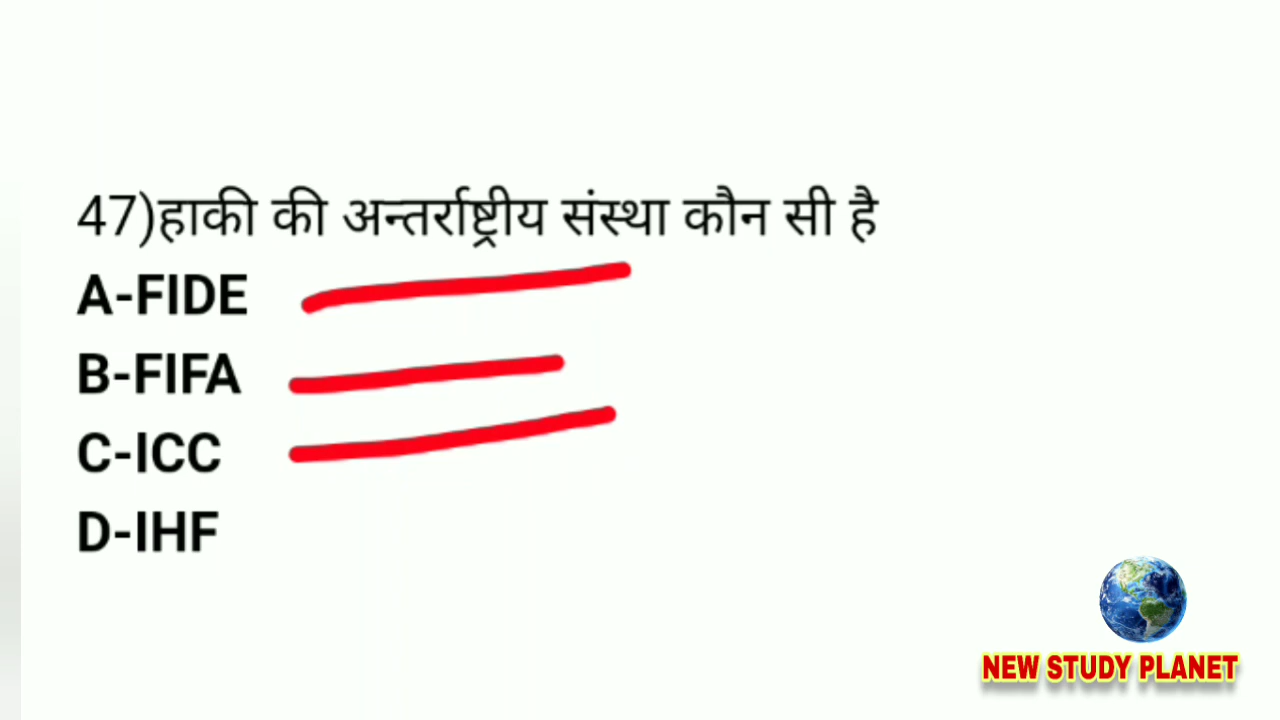 47)हाकी की अन्तर्राष्ट्रीय संस्था कौन सी है
A-FIDE
B-FIFA
C-ICC
D-IHF
NEW STUDY PLANET